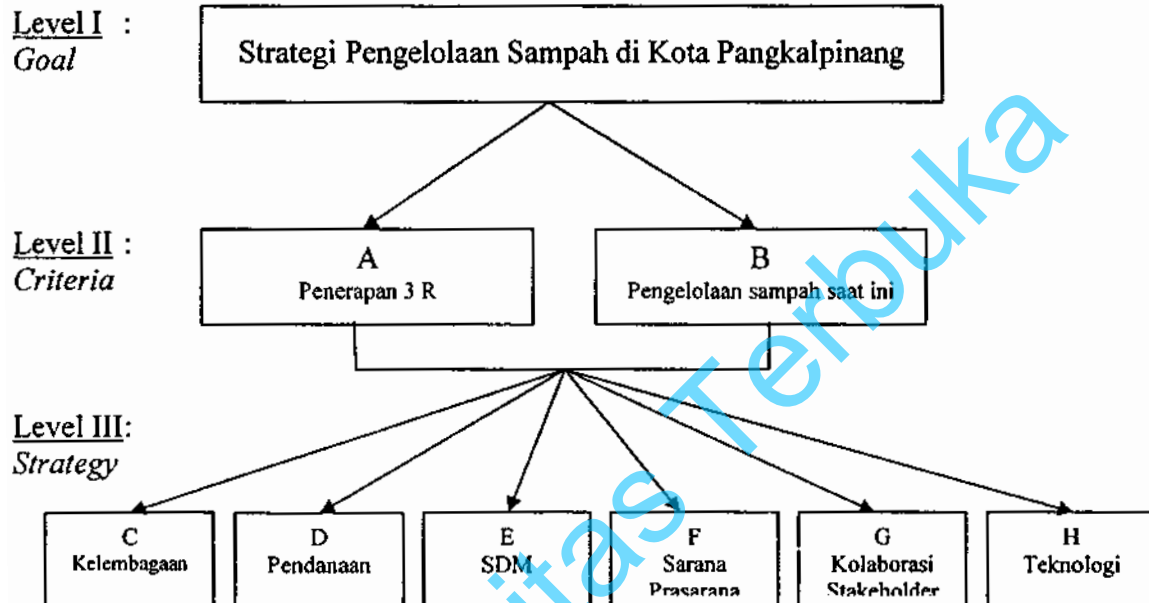 Level I :
Goal
Strategi Pengelolaan Sampah di Kota Pangkalpinang
Level II :
Criteria
A
Penerapan 3 R
B
Pengelolaan sampah saat ini
Level III:
Strategy
C
Kelembagaan
D
Pendanaan
E
SDM
F
Sarana
Prasarana
G
Kolaborasi
Stakeholder
H
Teknologi
itas Terbuka